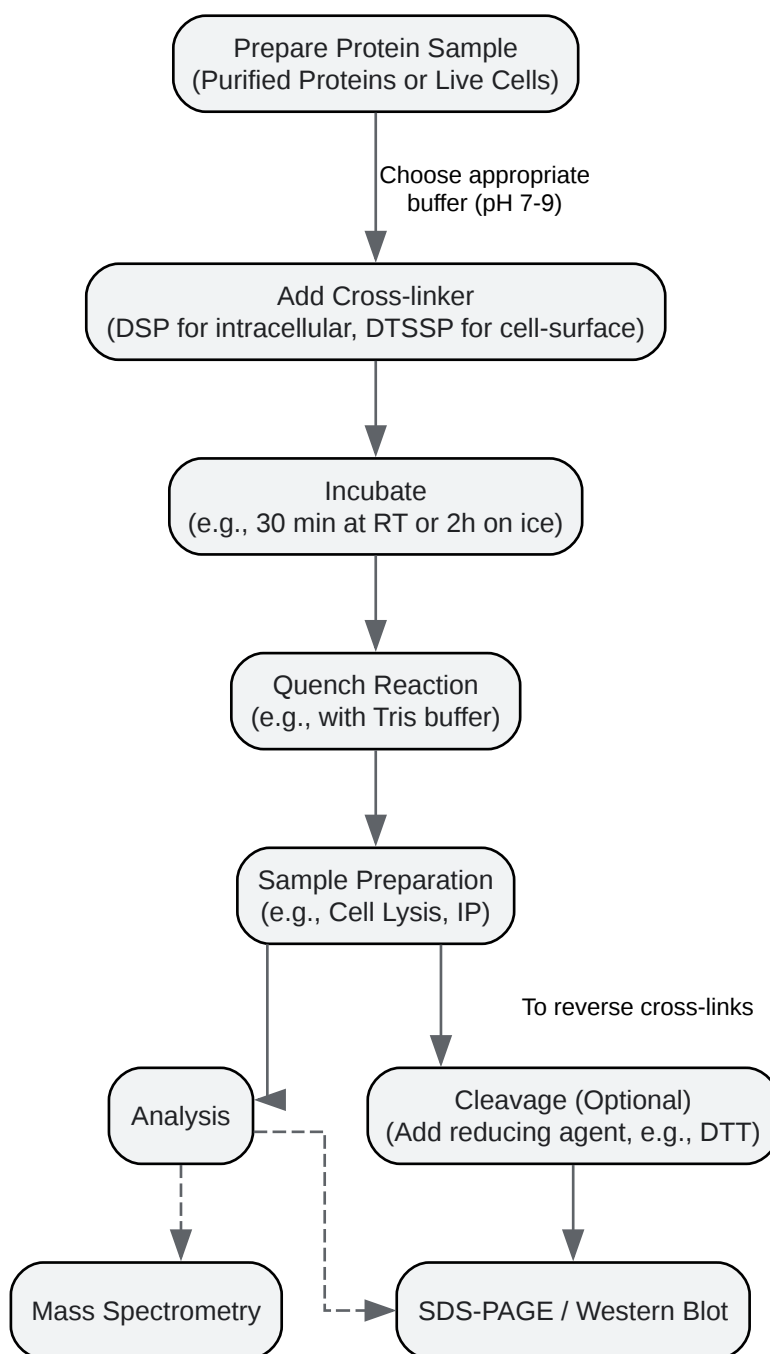 Prepare Protein Sample
(Purified Proteins or Live Cells)
Choose appropriate
buffer (pH 7-9)
Add Cross-linker
(DSP for intracellular, DTSSP for cell-surface)
Incubate
(e.g., 30 min at RT or 2h on ice)
Quench Reaction
(e.g., with Tris buffer)
Sample Preparation
(e.g., Cell Lysis, IP)
To reverse cross-links
Analysis
Cleavage (Optional)
(Add reducing agent, e.g., DTT)
Mass Spectrometry
SDS-PAGE / Western Blot